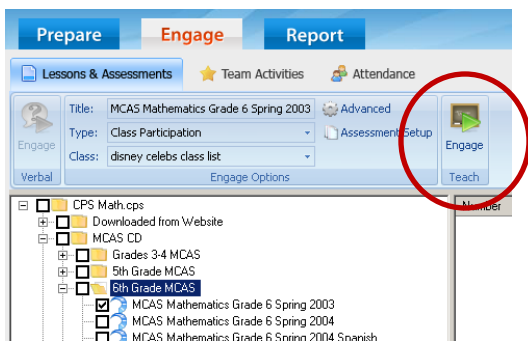 Prepare Engage Report
Lessons & Assessments Team Activities Attendance
Title: MCAS Mathematics Grade 6 Spring 2003 Advanced
Engage Type: Class Participation Assessment Setup Engage
Class: disney celebs class list
Verbal Engage Options Teach
CPS Math.cps Number
Downloaded from Website
MCAS CD
Grades 3-4 MCAS
5th Grade MCAS
6th Grade MCAS
MCAS Mathematics Grade 6 Spring 2003
MCAS Mathematics Grade 6 Spring 2004
MCAS Mathematics Grade 6 Spring 2004 Spanish